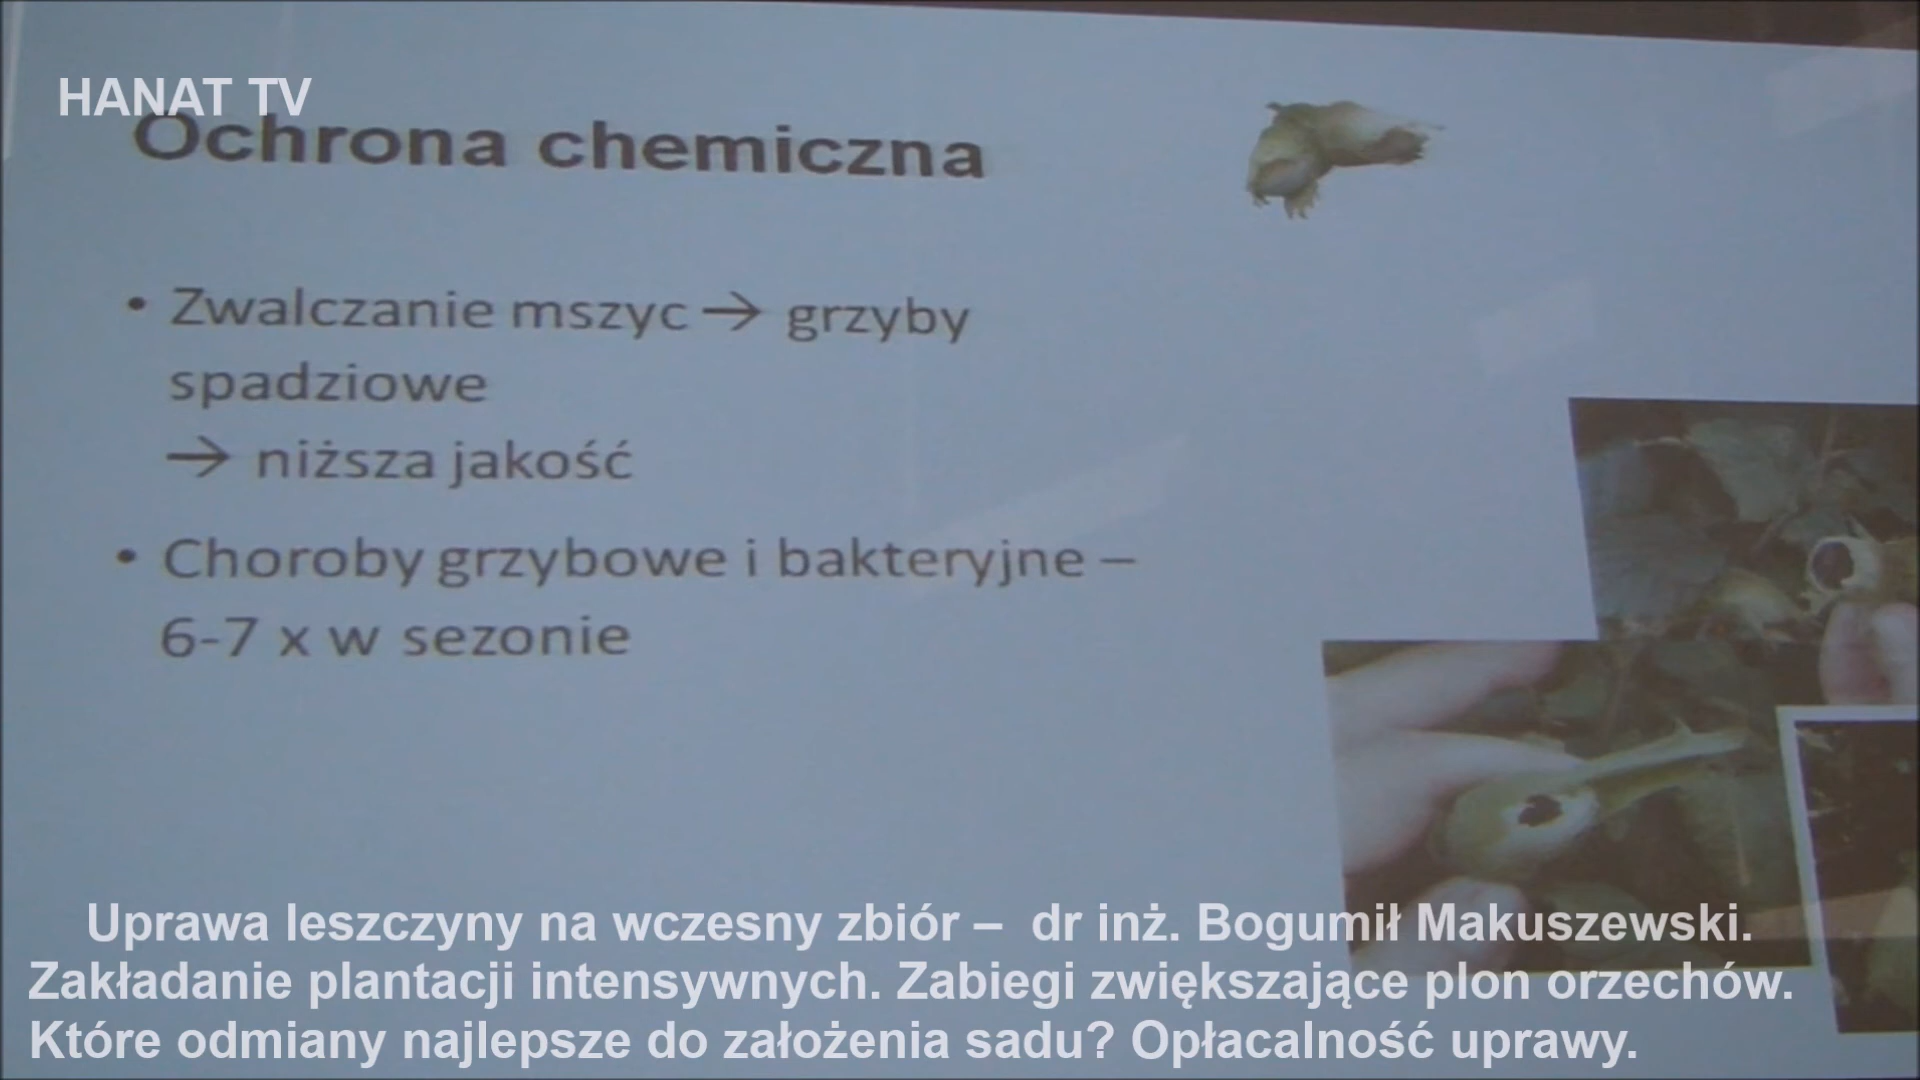 HANAT TV
Ochrona chemiczna
• Zwalczanie mszyc → grzyby
spadziowe
→ niższa jakość
• Choroby grzybowe i bakteryjne –
6-7 x w sezonie
Uprawa leszczyny na wczesny zbiór – dr inż. Bogumił Makuszewski.
Zakładanie plantacji intensywnych. Zabiegi zwiększające plon orzechów.
Które odmiany najlepsze do założenia sadu? Opłacalność uprawy.